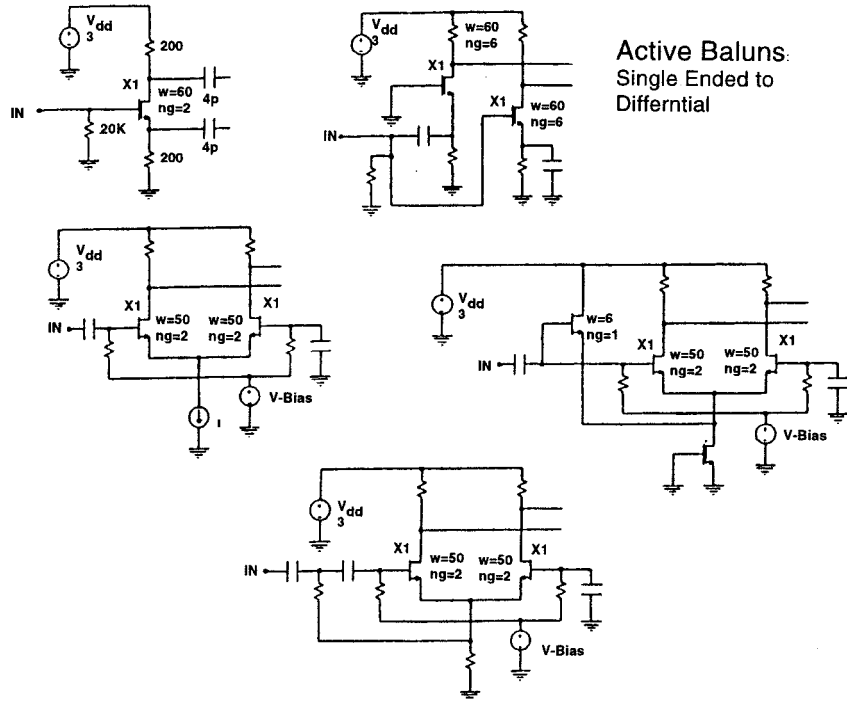 Active Baluns:
Single Ended to
Differntial
Vdd
3
200
X1
4p
IN
w=60
ng=2
20K
4p
200
Vdd
3
w=60
ng=6
X1
X1
w=60
ng=6
IN
Vdd
3
X1
X1
IN
w=50
ng=2
w=50
ng=2
V-Bias
I
Vdd
3
w=6
ng=1
X1
X1
IN
w=50
ng=2
w=50
ng=2
V-Bias
Vdd
3
X1
X1
IN
w=50
ng=2
w=50
ng=2
V-Bias